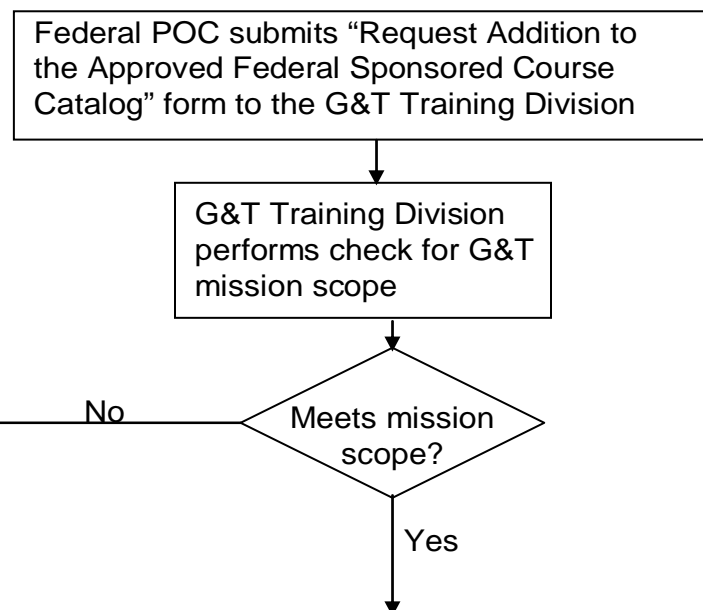 Federal POC submits “Request Addition to
the Approved Federal Sponsored Course
Catalog” form to the G&T Training Division
G&T Training Division
performs check for G&T
mission scope
No
Meets mission
scope?
Yes